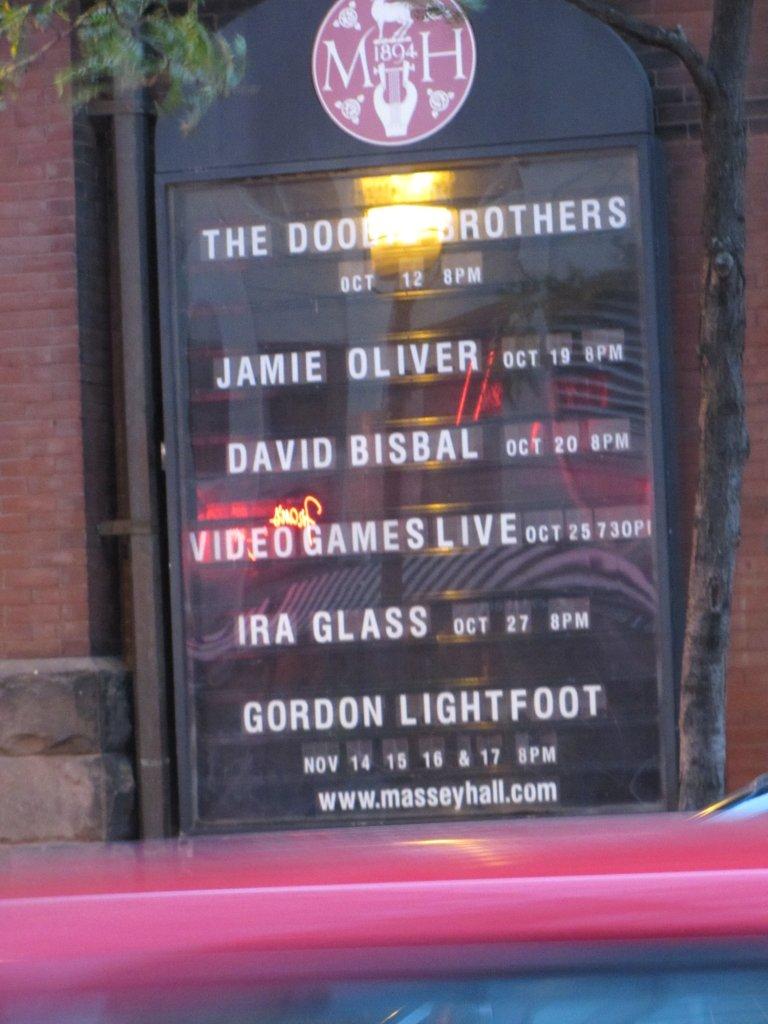 M H
1894
THE DOOBIE BROTHERS
OCT 12 8PM
JAMIE OLIVER OCT 19 8PM
DAVID BISBAL OCT 20 8PM
VIDEO GAMES LIVE OCT 25 730P
IRA GLASS OCT 27 8PM
GORDON LIGHTFOOT
NOV 14 15 16 & 17 8PM
www.masseyhall.com